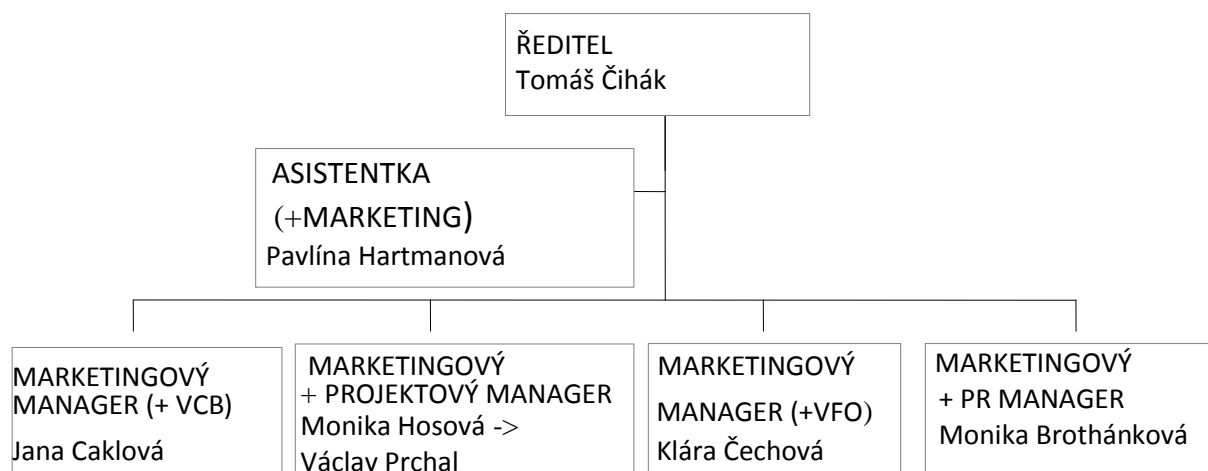 ŘEDITEL
Tomáš Čihák
ASISTENTKA
(+MARKETING)
Pavlína Hartmanová
MARKETINGOVÝ
MANAGER (+ VCB)
Jana Caklová
MARKETINGOVÝ
+ PROJEKTOVÝ MANAGER
Monika Hosová ->
Václav Prchal
MARKETINGOVÝ
MANAGER (+VFO)
Klára Čechová
MARKETINGOVÝ
+ PR MANAGER
Monika Brothánková